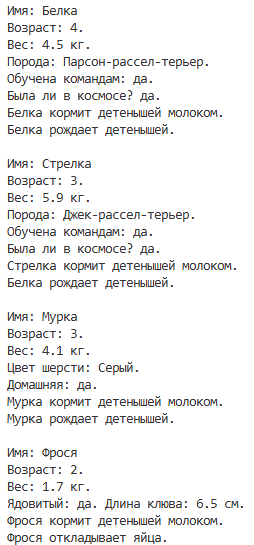 Имя: Белка
Возраст: 4.
Вес: 4.5 кг.
Порода: Парсон-рассел-терьер.
Обучена командам: да.
Была ли в космосе? да.
Белка кормит детенышей молоком.
Белка рождает детенышей.

Имя: Стрелка
Возраст: 3.
Вес: 5.9 кг.
Порода: Джек-рассел-терьер.
Обучена командам: да.
Была ли в космосе? да.
Стрелка кормит детенышей молоком.
Белка рождает детенышей.

Имя: Мурка
Возраст: 3.
Вес: 4.1 кг.
Цвет шерсти: Серый.
Домашняя: да.
Мурка кормит детенышей молоком.
Мурка рождает детенышей.

Имя: Фрося
Возраст: 2.
Вес: 1.7 кг.
Ядовитый: да. Длина клюва: 6.5 см.
Фрося кормит детенышей молоком.
Фрося откладывает яйца.